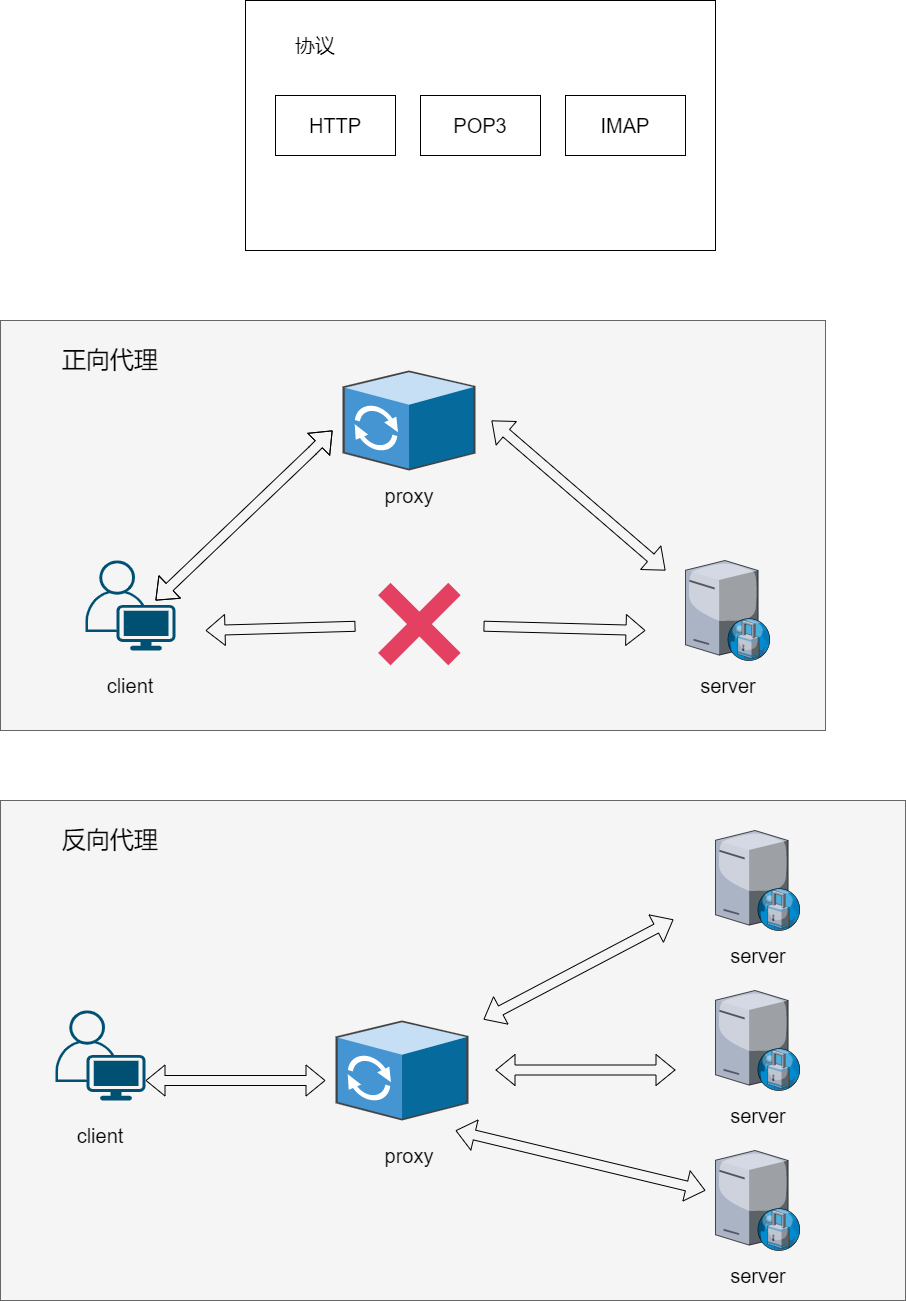 协议
HTTP
POP3
IMAP
正向代理
proxy
client
server
反向代理
server
server
client
proxy
server